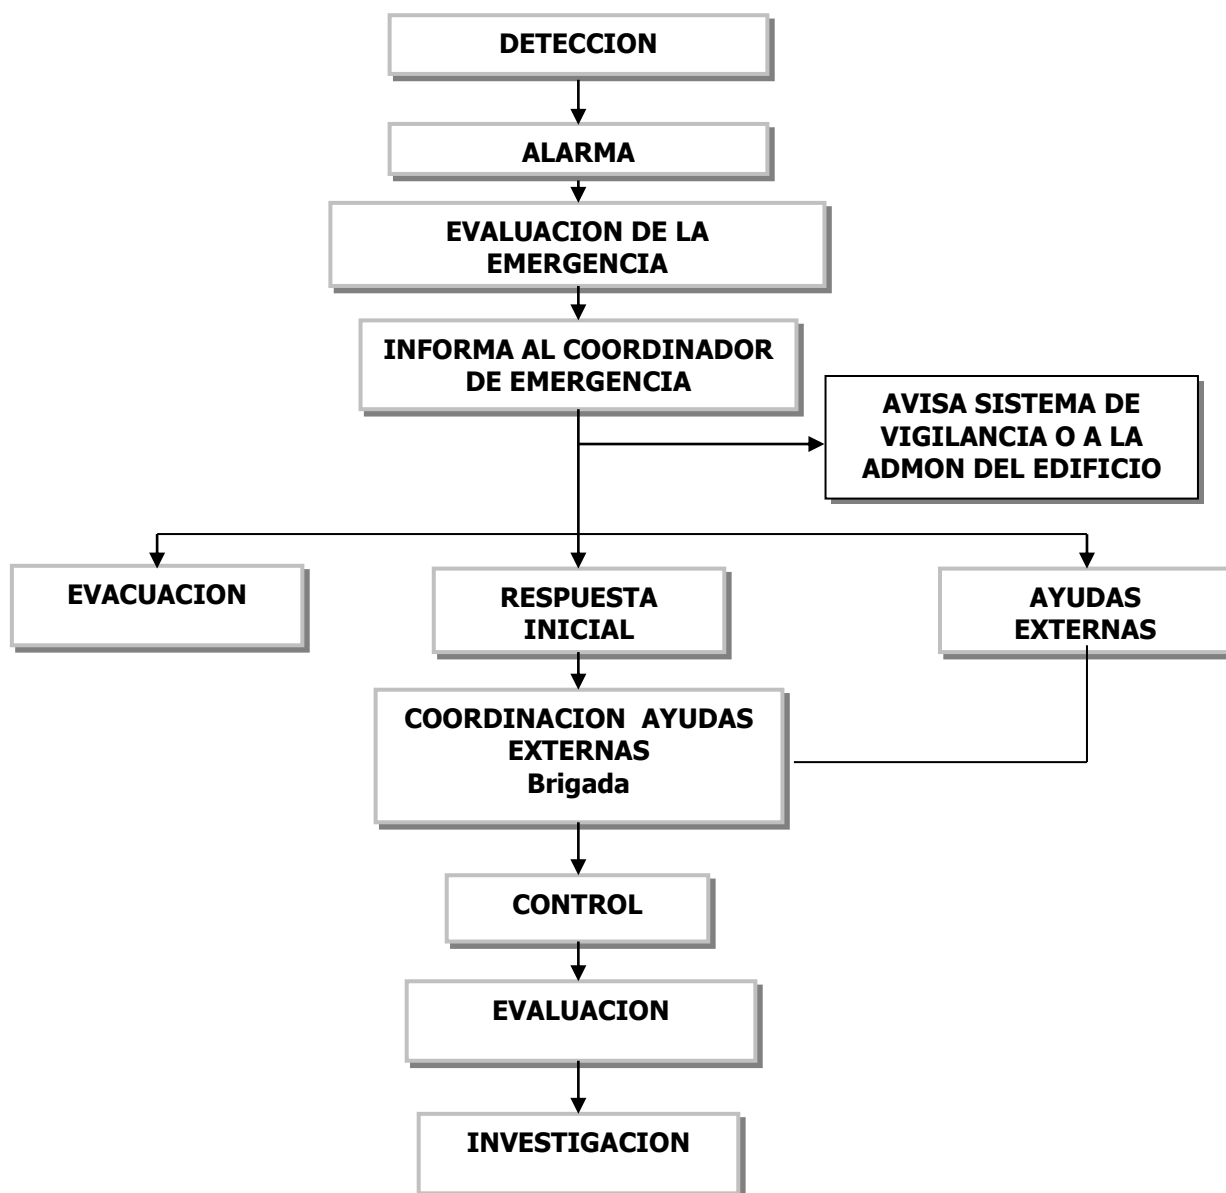 DETECCION
ALARMA
EVALUACION DE LA
EMERGENCIA
INFORMA AL COORDINADOR
DE EMERGENCIA
AVISA SISTEMA DE
VIGILANCIA O A LA
ADMON DEL EDIFICIO
EVACUACION
RESPUESTA
INICIAL
AYUDAS
EXTERNAS
COORDINACION AYUDAS
EXTERNAS
Brigada
CONTROL
EVALUACION
INVESTIGACION